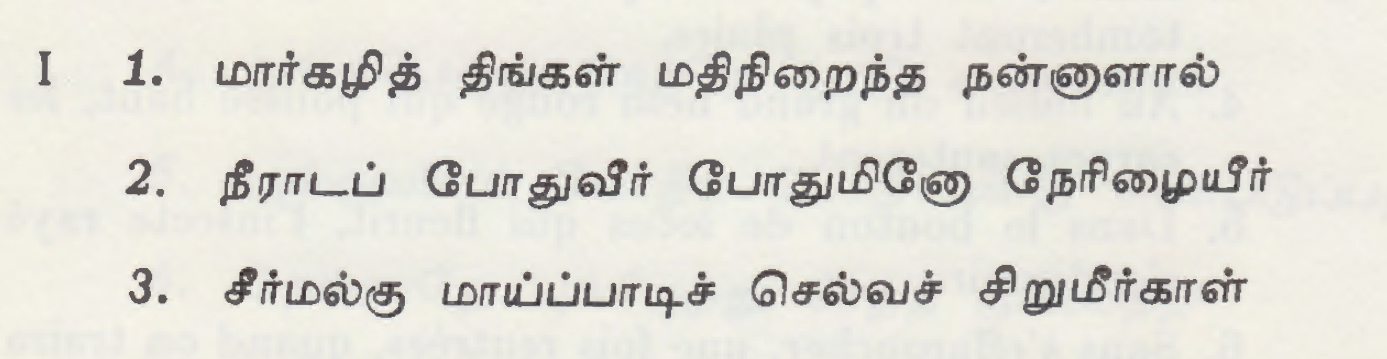 I 1. மார்கழித் திங்கள் மதிநிறைந்த நன்னாளால்
2. நீராடப் போதுவீர் போதுமினோ நேரிழையீர்
3. சீர்மல்கு மாய்ப்பாடிச் செல்வச் சிறுமீர்காள்